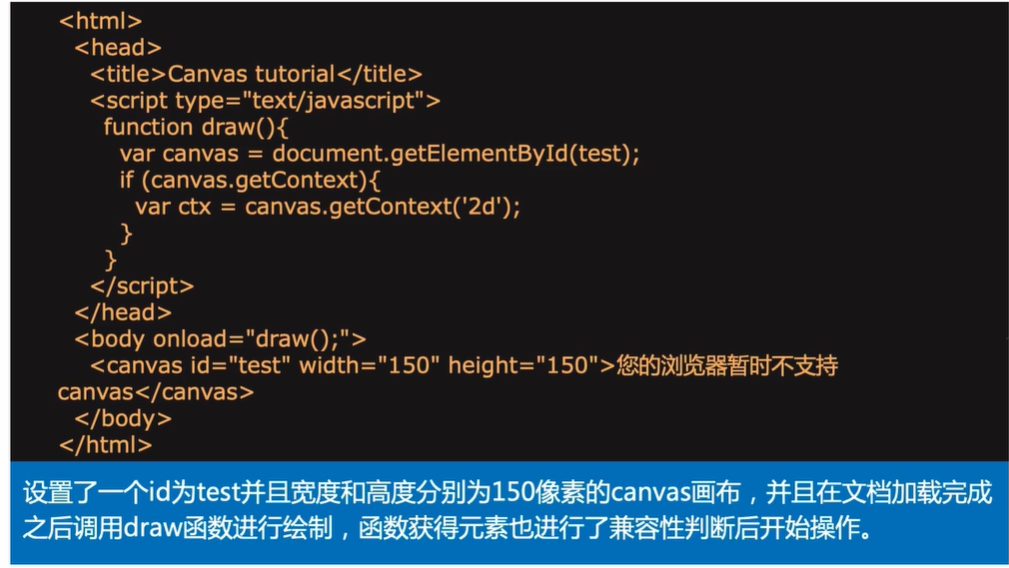 <html>
<head>
<title>Canvas tutorial</title>
<script type="text/javascript">
function draw(){
var canvas = document.getElementById(test);
if (canvas.getContext){
var ctx = canvas.getContext('2d');
}
}
</script>
</head>
<body onload="draw();">
<canvas id="test" width="150" height="150">您的浏览器暂时不支持
canvas</canvas>
</body>
</html>
设置了一个id为test并且宽度和高度分别为150像素的canvas画布，并且在文档加载完成
之后调用draw函数进行绘制，函数获得元素也进行了兼容性判断后开始操作。